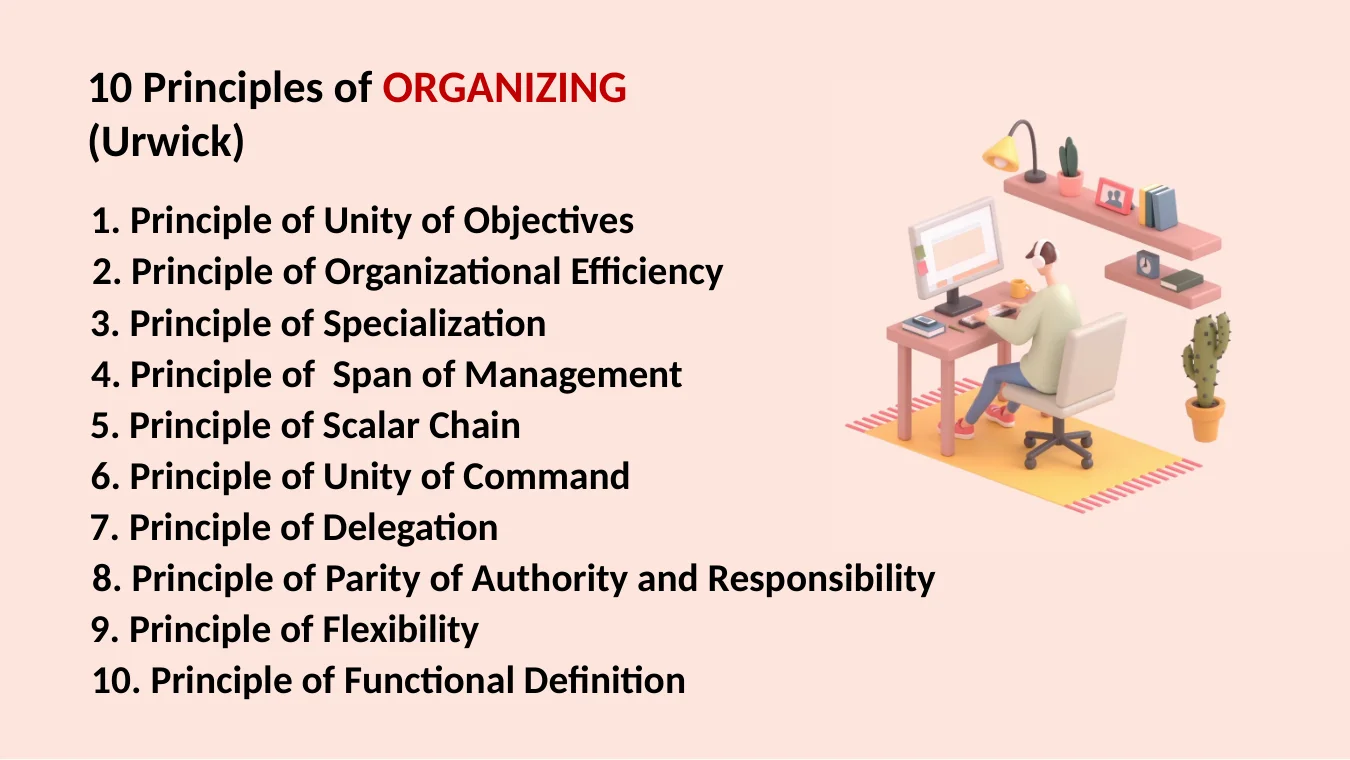 10 Principles of ORGANIZING
(Urwick)
1. Principle of Unity of Objectives
2. Principle of Organizational Efficiency
3. Principle of Specialization
4. Principle of  Span of Management
5. Principle of Scalar Chain
6. Principle of Unity of Command
7. Principle of Delegation
8. Principle of Parity of Authority and Responsibility
9. Principle of Flexibility
10. Principle of Functional Definition